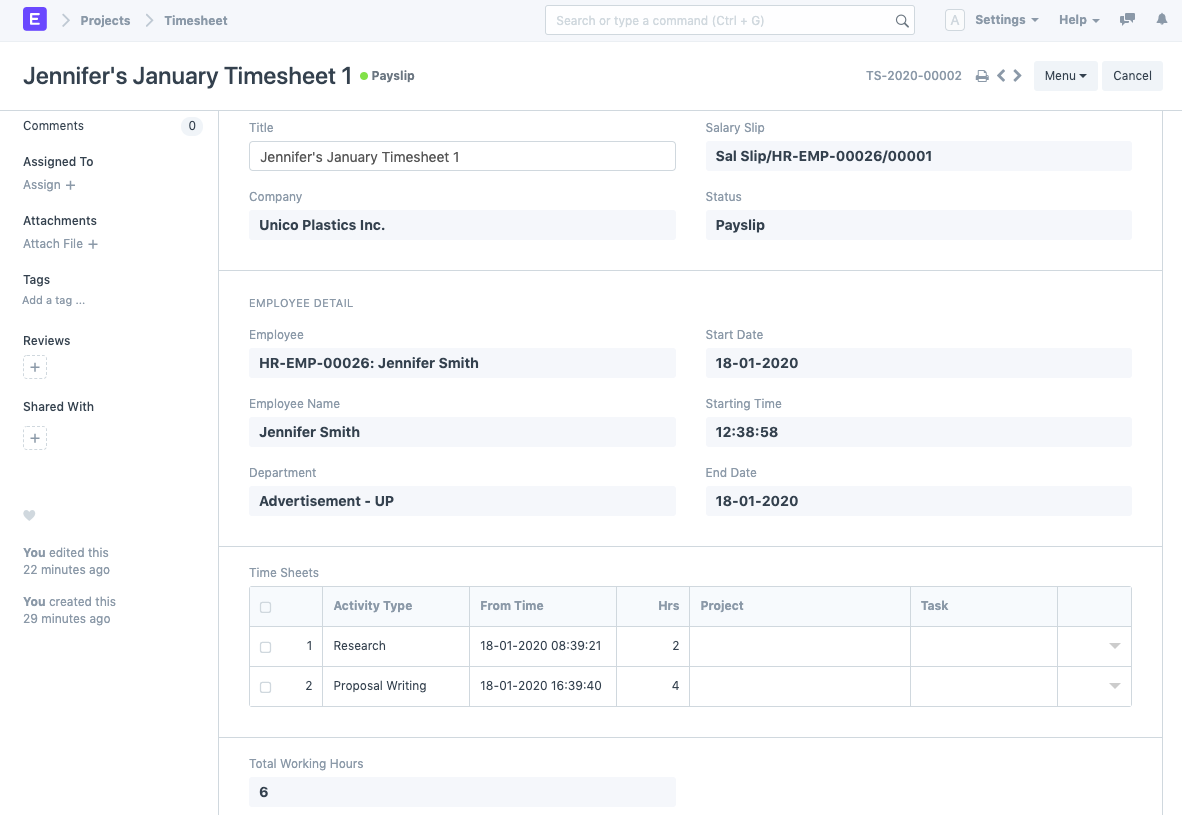 E Projects Timesheet Search or type a command (Ctrl + G) A Settings Help
Jennifer's January Timesheet 1 Payslip TS-2020-00002 Menu Cancel
Comments 0
Assigned To
Assign +
Attachments
Attach File +
Tags
Add a tag ...
Reviews
+
Shared With
+
You edited this
22 minutes ago
You created this
29 minutes ago
Title
Jennifer's January Timesheet 1
Salary Slip
Sal Slip/HR-EMP-00026/00001
Company
Unico Plastics Inc.
Status
Payslip
EMPLOYEE DETAIL
Employee
HR-EMP-00026: Jennifer Smith
Start Date
18-01-2020
Employee Name
Jennifer Smith
Starting Time
12:38:58
Department
Advertisement - UP
End Date
18-01-2020
Time Sheets
Activity Type From Time Hrs Project Task
1 Research 18-01-2020 08:39:21 2
2 Proposal Writing 18-01-2020 16:39:40 4
Total Working Hours
6